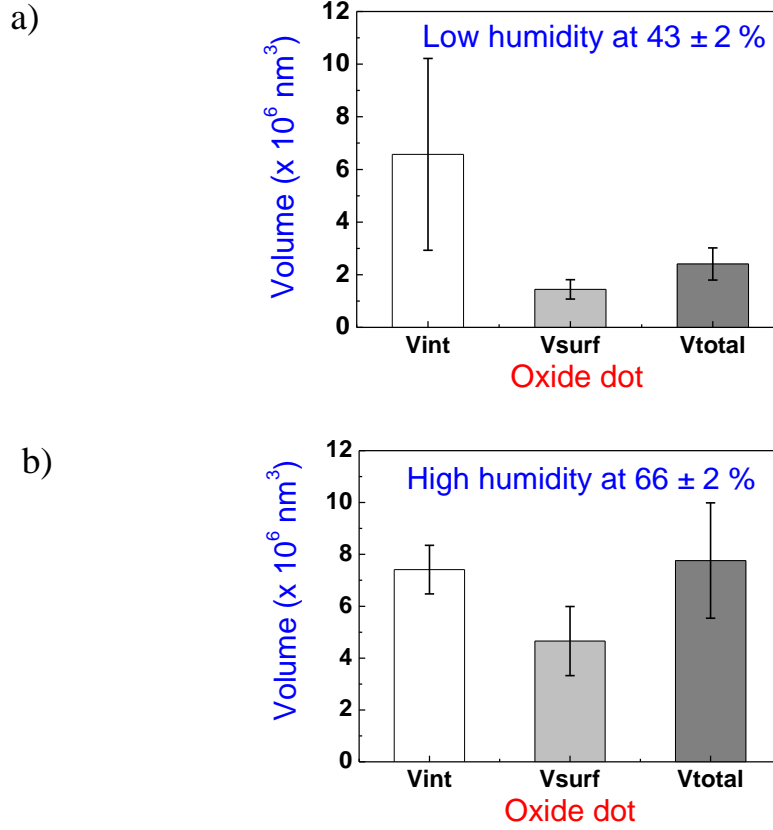 a)
Low humidity at 43 ± 2 %
Volume (x 10⁶ nm³)
12
10
8
6
4
2
0
Vint Vsurf Vtotal
Oxide dot
b)
High humidity at 66 ± 2 %
Volume (x 10⁶ nm³)
12
10
8
6
4
2
0
Vint Vsurf Vtotal
Oxide dot